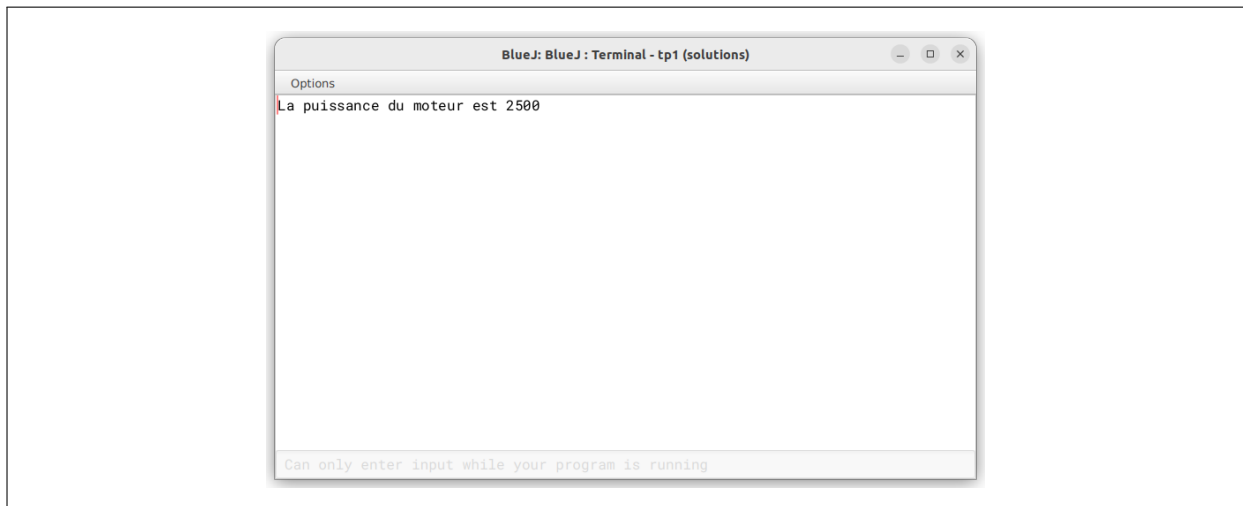 BlueJ: BlueJ : Terminal - tp1 (solutions)
Options
La puissance du moteur est 2500
Can only enter input while your program is running